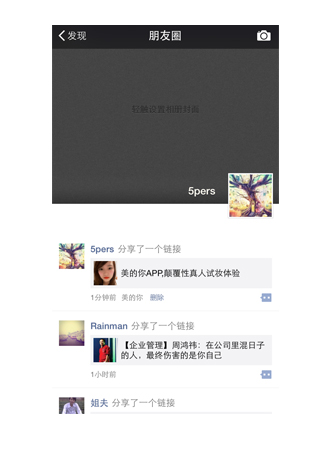 发现
朋友圈
轻触设置相册封面
5pers
5pers 分享了一个链接
美的你APP,颠覆性真人试妆体验
1分钟前 美的你 删除
Rainman 分享了一个链接
【企业管理】周鸿祎：在公司里混日子
的人，最终伤害的是你自己
1小时前
姐夫 分享了一个链接